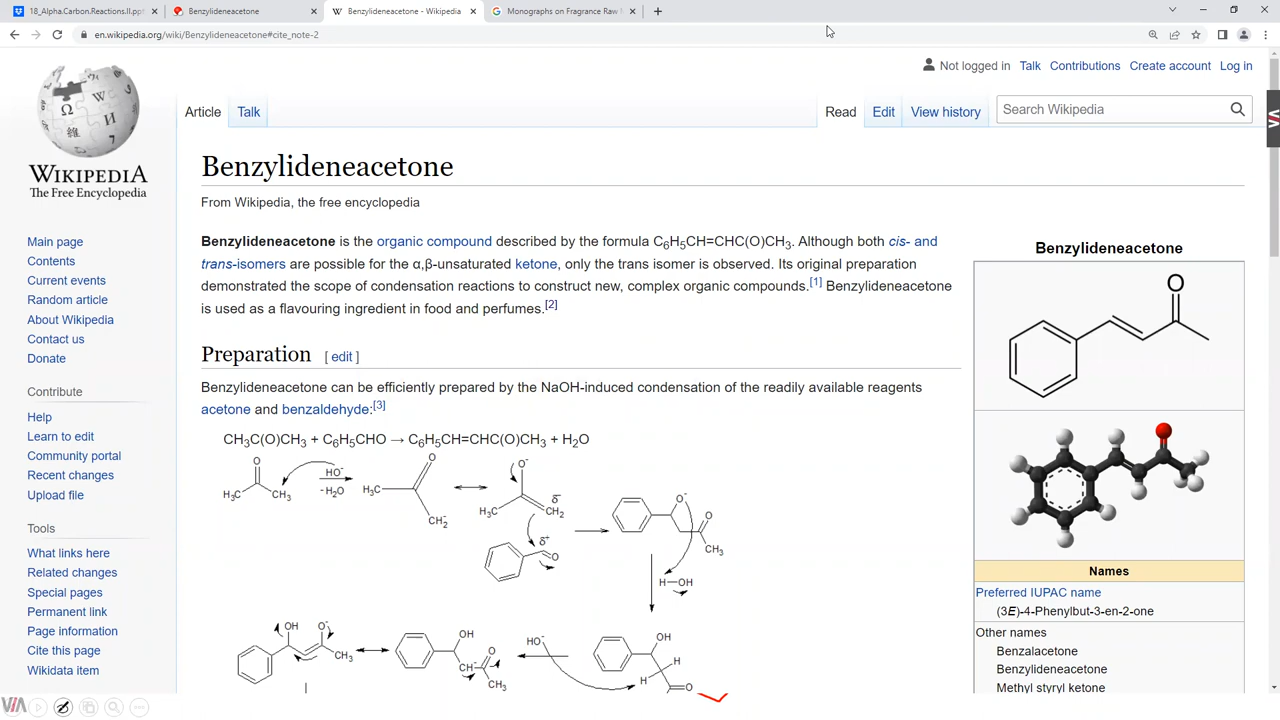 18_Alpha.Carbon.Reactions.II.ppt
Benzylideneacetone
Benzylideneacetone - Wikipedia
Monographs on Fragrance Raw M
en.wikipedia.org/wiki/Benzylideneacetone#cite_note-2
Not logged in Talk Contributions Create account Log in
Article Talk Read Edit View history Search Wikipedia
WIKIPEDIA
The Free Encyclopedia
Main page
Contents
Current events
Random article
About Wikipedia
Contact us
Donate
Contribute
Help
Learn to edit
Community portal
Recent changes
Upload file
Tools
What links here
Related changes
Special pages
Permanent link
Page information
Cite this page
Wikidata item
Benzylideneacetone
From Wikipedia, the free encyclopedia
Benzylideneacetone is the organic compound described by the formula C6H5CH=CHC(O)CH3. Although both cis- and
trans-isomers are possible for the α,β-unsaturated ketone, only the trans isomer is observed. Its original preparation
demonstrated the scope of condensation reactions to construct new, complex organic compounds.[1] Benzylideneacetone
is used as a flavouring ingredient in food and perfumes.[2]
Preparation [ edit ]
Benzylideneacetone can be efficiently prepared by the NaOH-induced condensation of the readily available reagents
acetone and benzaldehyde:[3]
CH3C(O)CH3 + C6H5CHO → C6H5CH=CHC(O)CH3 + H2O
O
H3C CH3
HO-
- H2O
O
H3C
CH2-
O-
H3C CH2
δ-
δ+
O
O-
O
CH3
H—OH
OH O-
CH3
OH
CH- O
CH3
HO-
OH
H
H
O
Benzylideneacetone
O
Names
Preferred IUPAC name
(3E)-4-Phenylbut-3-en-2-one
Other names
Benzalacetone
Benzylideneacetone
Methyl styryl ketone
VIA